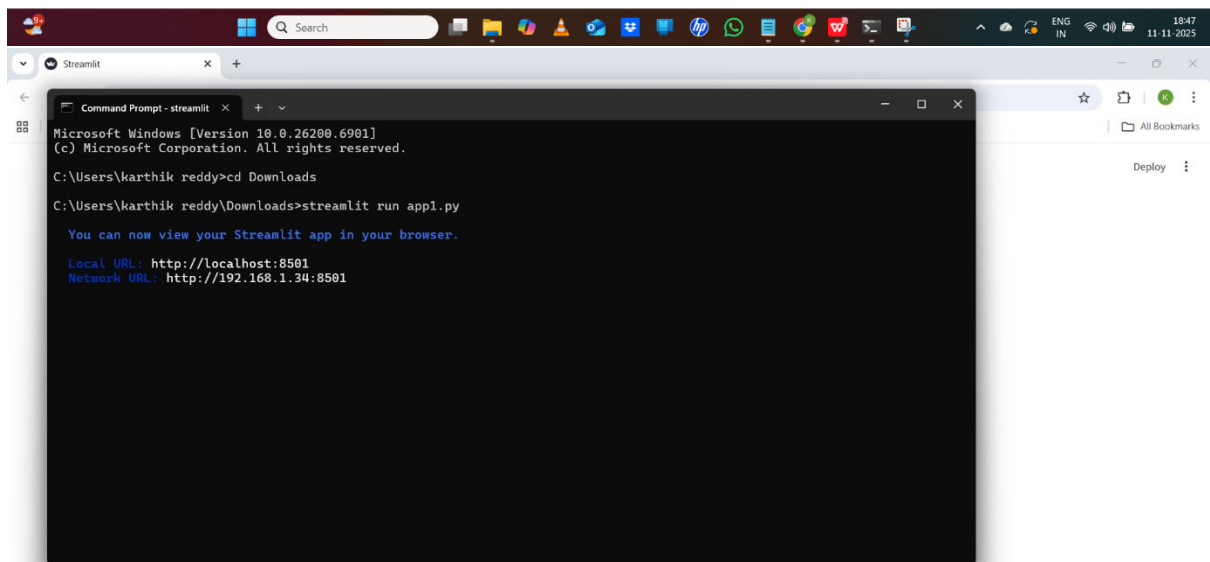 9+
Search
hp
W
ENG
IN
18:47
11-11-2025
Streamlit
Command Prompt - streamlit
K
All Bookmarks
Deploy
Microsoft Windows [Version 10.0.26200.6901]
(c) Microsoft Corporation. All rights reserved.
C:\Users\karthik reddy>cd Downloads
C:\Users\karthik reddy\Downloads>streamlit run app1.py
You can now view your Streamlit app in your browser.
Local URL: http://localhost:8501
Network URL: http://192.168.1.34:8501